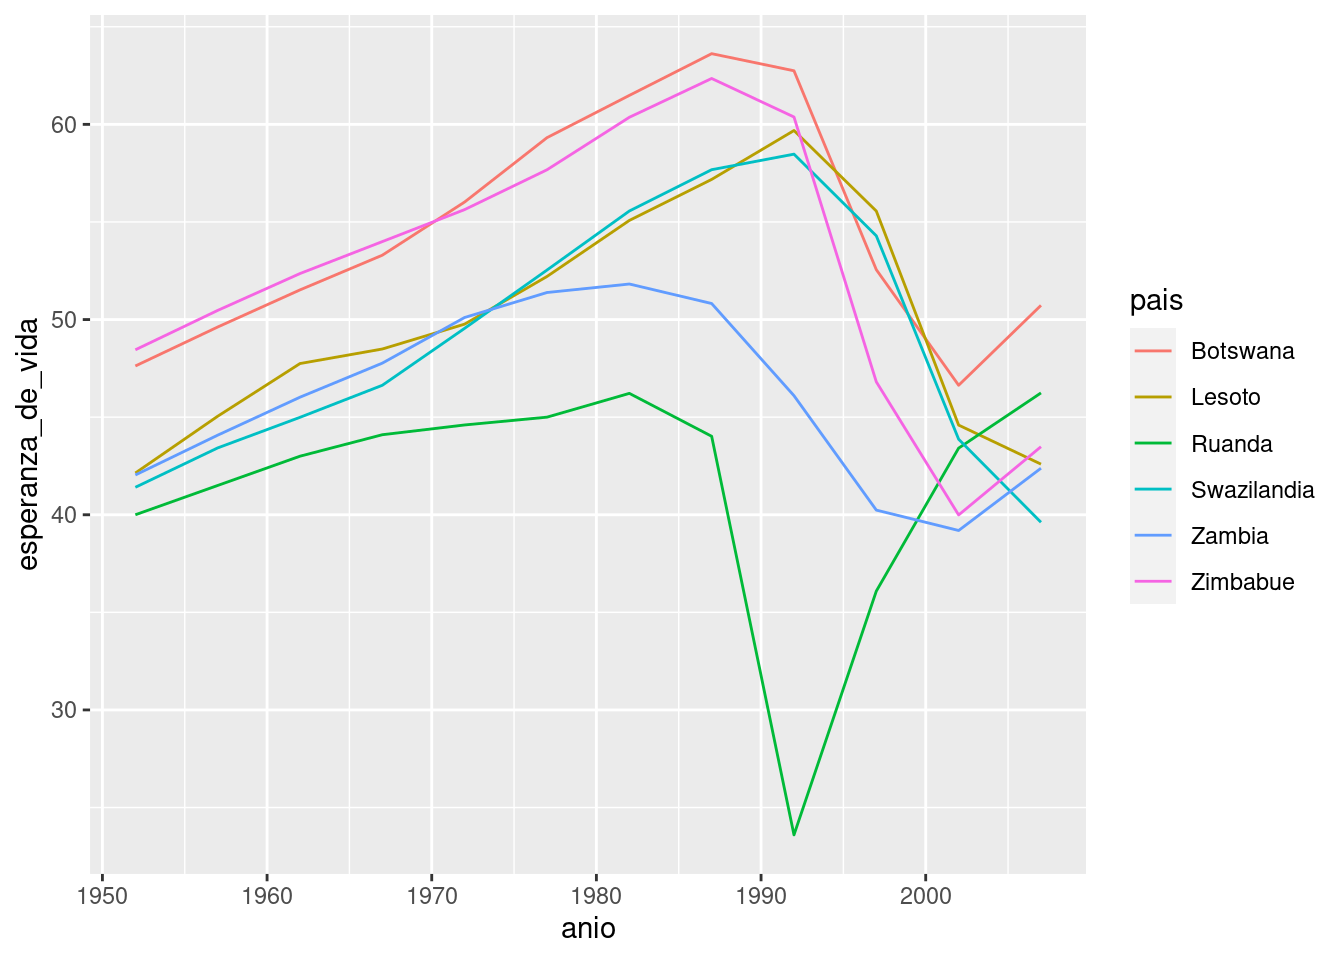 60
50
40
30
esperanza_de_vida
1950 1960 1970 1980 1990 2000
anio
pais
Botswana
Lesoto
Ruanda
Swazilandia
Zambia
Zimbabue